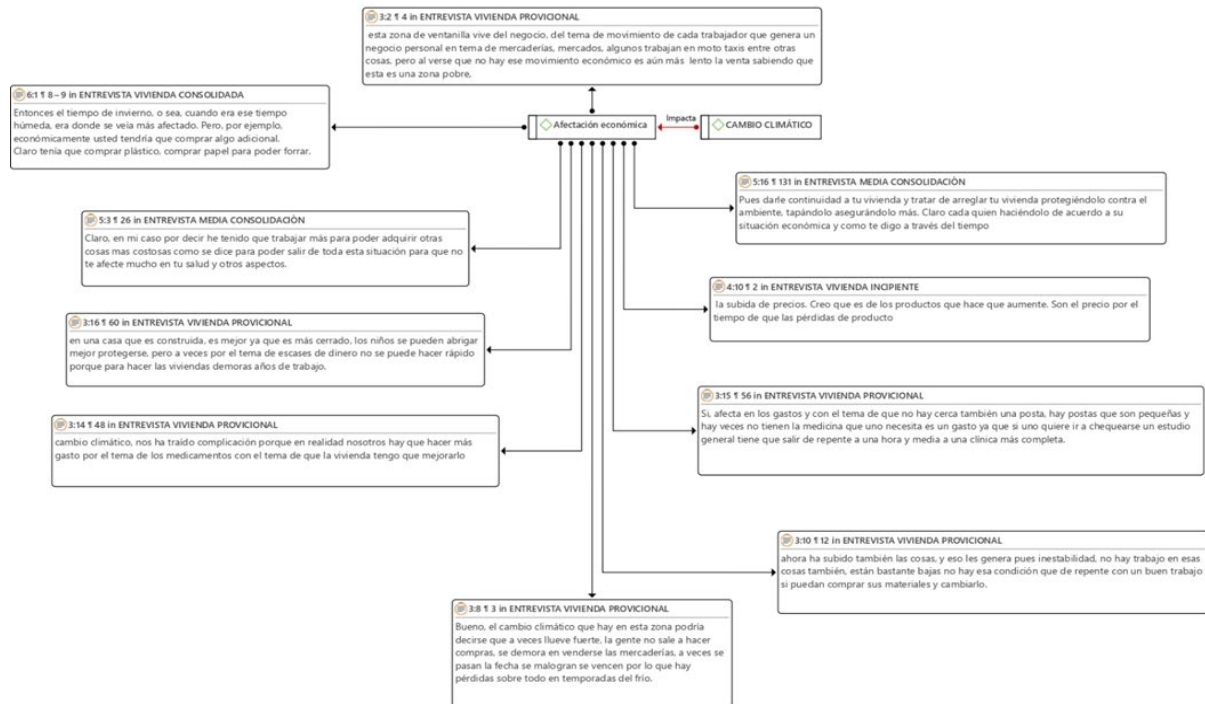 3:2 ¶ 4 in ENTREVISTA VIVIENDA PROVICIONAL
esta zona de ventanilla vive del negocio, del tema de movimiento de cada trabajador que genera un
negocio personal en tema de mercaderías, mercados, algunos trabajan en moto taxis entre otras
cosas, pero al verse que no hay ese movimiento económico es aún más lento la venta sabiendo que
esta es una zona pobre,
6:1 ¶ 8 – 9 in ENTREVISTA VIVIENDA CONSOLIDADA
Entonces el tiempo de invierno, o sea, cuando era ese tiempo
húmeda, era donde se veía más afectado. Pero, por ejemplo,
económicamente usted tendría que comprar algo adicional.
Claro tenía que comprar plástico, comprar papel para poder forrar.
Afectación económica
Impacta
CAMBIO CLIMÁTICO
5:16 ¶ 131 in ENTREVISTA MEDIA CONSOLIDACIÓN
Pues darle continuidad a tu vivienda y tratar de arreglar tu vivienda protegiéndolo contra el
ambiente, tapándolo asegurándolo más. Claro cada quien haciéndolo de acuerdo a su
situación económica y como te digo a través del tiempo
5:3 ¶ 26 in ENTREVISTA MEDIA CONSOLIDACIÓN
Claro, en mi caso por decir he tenido que trabajar más para poder adquirir otras
cosas mas costosas como se dice para poder salir de toda esta situación para que no
te afecte mucho en tu salud y otros aspectos.
4:10 ¶ 2 in ENTREVISTA VIVIENDA INCIPIENTE
la subida de precios. Creo que es de los productos que hace que aumente. Son el precio por el
tiempo de que las pérdidas de producto
3:16 ¶ 60 in ENTREVISTA VIVIENDA PROVICIONAL
en una casa que es construida, es mejor ya que es más cerrado, los niños se pueden abrigar
mejor protegerse, pero a veces por el tema de escases de dinero no se puede hacer rápido
porque para hacer las viviendas demoras años de trabajo.
3:15 ¶ 56 in ENTREVISTA VIVIENDA PROVICIONAL
Si, afecta en los gastos y con el tema de que no hay cerca también una posta, hay postas que son pequeñas y
hay veces no tienen la medicina que uno necesita es un gasto ya que si uno quiere ir a chequearse un estudio
general tiene que salir de repente a una hora y media a una clínica más completa.
3:14 ¶ 48 in ENTREVISTA VIVIENDA PROVICIONAL
cambio climático, nos ha traído complicación porque en realidad nosotros hay que hacer más
gasto por el tema de los medicamentos con el tema de que la vivienda tengo que mejorarlo
3:10 ¶ 12 in ENTREVISTA VIVIENDA PROVICIONAL
ahora ha subido también las cosas, y eso les genera pues inestabilidad, no hay trabajo en esas
cosas también, están bastante bajas no hay esa condición que de repente con un buen trabajo
si puedan comprar sus materiales y cambiarlo.
3:8 ¶ 3 in ENTREVISTA VIVIENDA PROVICIONAL
Bueno, el cambio climático que hay en esta zona podría
decirse que a veces llueve fuerte, la gente no sale a hacer
compras, se demora en venderse las mercaderías, a veces se
pasan la fecha se malogran se vencen por lo que hay
pérdidas sobre todo en temporadas del frío.